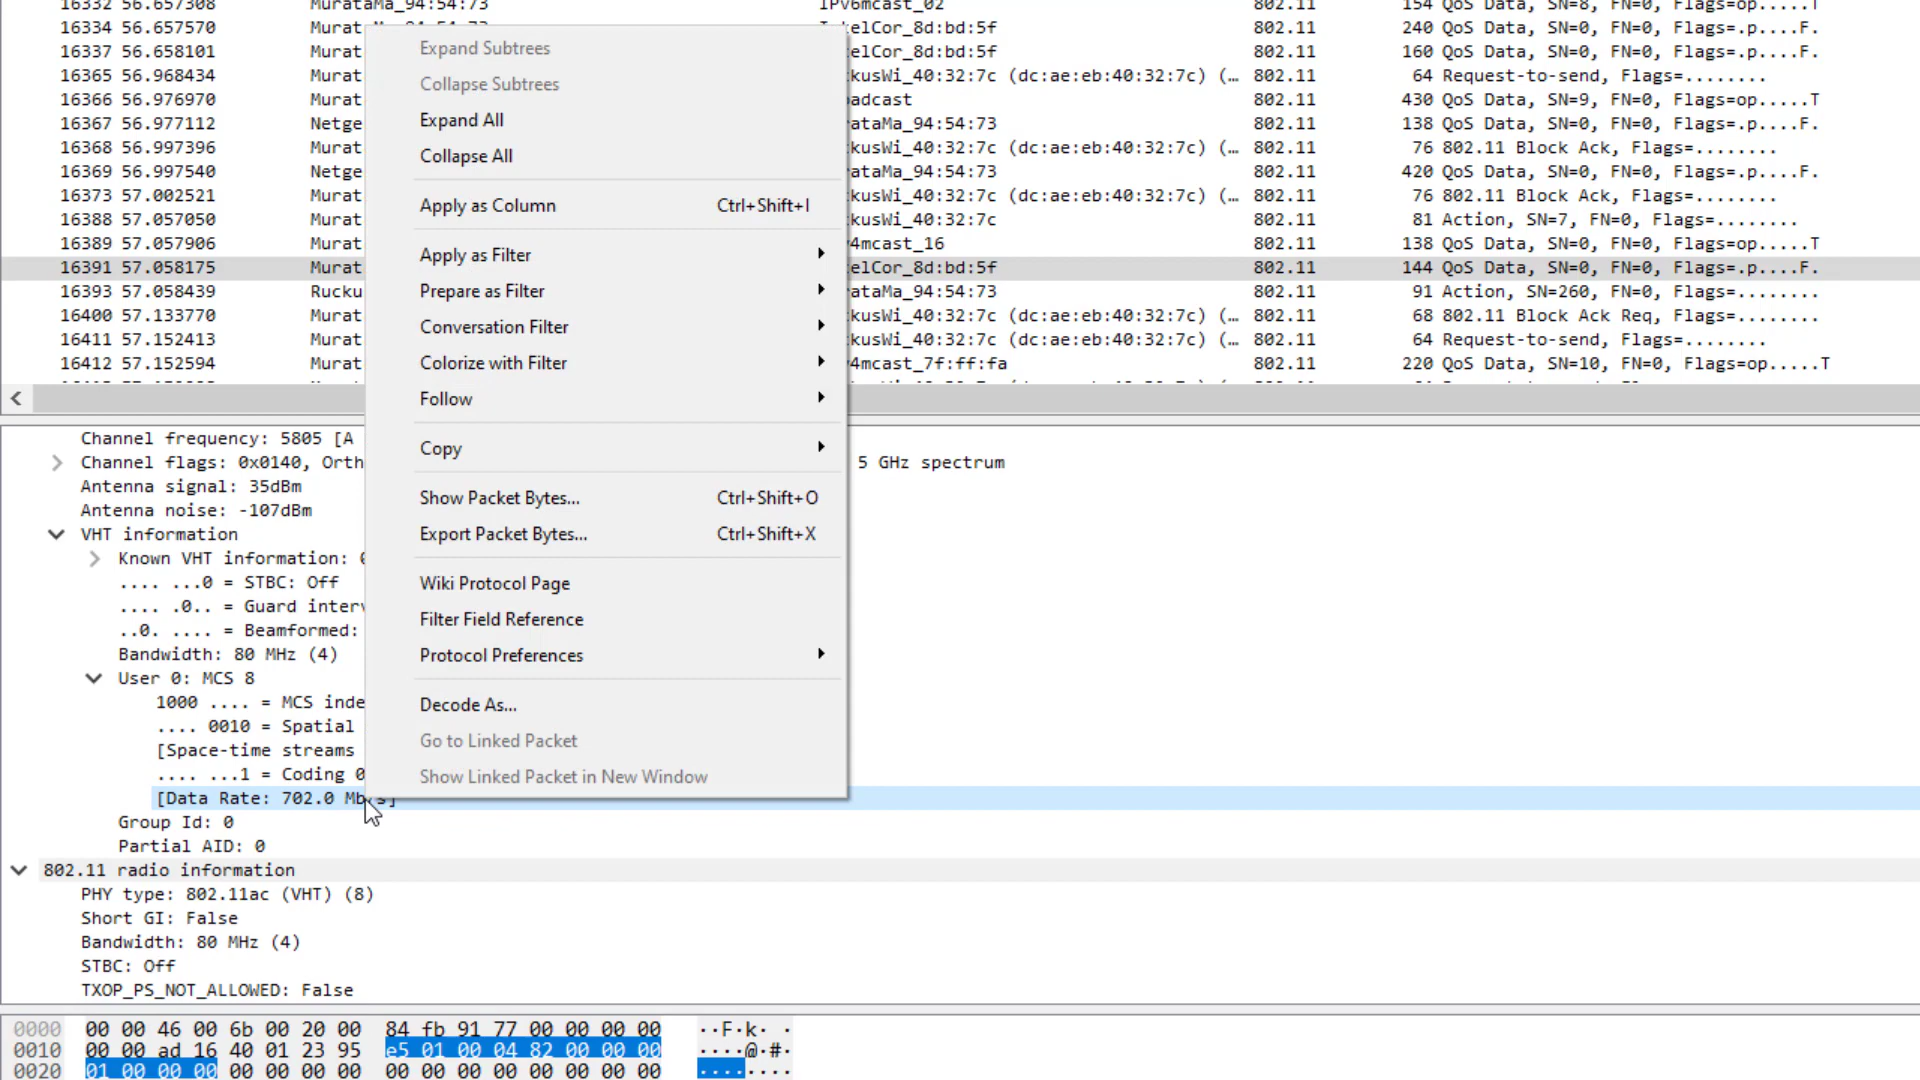 16332 56.657308 MurataMa_94:54:73 IPv6mcast_02 802.11 154 QoS Data, SN=8, FN=0, Flags=op.....T
16334 56.657570 Murat elCor_8d:bd:5f 802.11 240 QoS Data, SN=0, FN=0, Flags=.p....F.
16337 56.658101 Murat elCor_8d:bd:5f 802.11 160 QoS Data, SN=0, FN=0, Flags=.p....F.
16365 56.968434 Murat kusWi_40:32:7c (dc:ae:eb:40:32:7c) (… 802.11 64 Request-to-send, Flags=........
16366 56.976970 Murat adcast 802.11 430 QoS Data, SN=9, FN=0, Flags=op.....T
16367 56.977112 Netge rataMa_94:54:73 802.11 138 QoS Data, SN=0, FN=0, Flags=.p....F.
16368 56.997396 Murat kusWi_40:32:7c (dc:ae:eb:40:32:7c) (… 802.11 76 802.11 Block Ack, Flags=........
16369 56.997540 Netge rataMa_94:54:73 802.11 420 QoS Data, SN=0, FN=0, Flags=.p....F.
16373 57.002521 Murat kusWi_40:32:7c (dc:ae:eb:40:32:7c) (… 802.11 76 802.11 Block Ack, Flags=........
16388 57.057050 Murat kusWi_40:32:7c 802.11 81 Action, SN=7, FN=0, Flags=........
16389 57.057906 Murat 4mcast_16 802.11 138 QoS Data, SN=0, FN=0, Flags=op.....T
16391 57.058175 Murat elCor_8d:bd:5f 802.11 144 QoS Data, SN=0, FN=0, Flags=.p....F.
16393 57.058439 Rucku rataMa_94:54:73 802.11 91 Action, SN=260, FN=0, Flags=........
16400 57.133770 Murat kusWi_40:32:7c (dc:ae:eb:40:32:7c) (… 802.11 68 802.11 Block Ack Req, Flags=........
16411 57.152413 Murat kusWi_40:32:7c (dc:ae:eb:40:32:7c) (… 802.11 64 Request-to-send, Flags=........
16412 57.152594 Murat 4mcast_7f:ff:fa 802.11 220 QoS Data, SN=10, FN=0, Flags=op.....T
Expand Subtrees
Collapse Subtrees
Expand All
Collapse All
Apply as Column Ctrl+Shift+I
Apply as Filter
Prepare as Filter
Conversation Filter
Colorize with Filter
Follow
Copy
Show Packet Bytes... Ctrl+Shift+O
Export Packet Bytes... Ctrl+Shift+X
Wiki Protocol Page
Filter Field Reference
Protocol Preferences
Decode As...
Go to Linked Packet
Show Linked Packet in New Window
Channel frequency: 5805 [A
Channel flags: 0x0140, Orth 5 GHz spectrum
Antenna signal: 35dBm
Antenna noise: -107dBm
VHT information
Known VHT information: 0
.... ...0 = STBC: Off
.... .0.. = Guard interv
..0. .... = Beamformed:
Bandwidth: 80 MHz (4)
User 0: MCS 8
1000 .... = MCS inde
.... 0010 = Spatial
[Space-time streams
.... ...1 = Coding 0
[Data Rate: 702.0 Mb/s]
Group Id: 0
Partial AID: 0
802.11 radio information
PHY type: 802.11ac (VHT) (8)
Short GI: False
Bandwidth: 80 MHz (4)
STBC: Off
TXOP_PS_NOT_ALLOWED: False
0000 00 00 46 00 6b 00 20 00 84 fb 91 77 00 00 00 00 ··F·k· ·
0010 00 00 ad 16 40 01 23 95 e5 01 00 04 82 00 00 00 ····@·#·
0020 01 00 00 00 00 00 00 00 00 00 00 00 00 00 00 00 ········